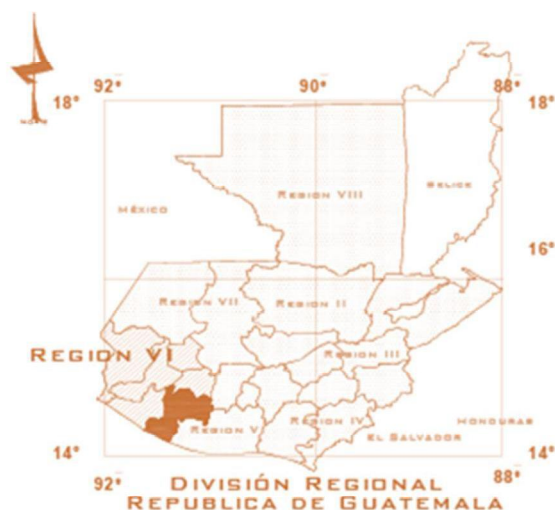 92°
90°
88°
18°
18°
REGION VIII
BELICE
MÉXICO
16°
REGION VII
REGION II
REGION VI
REGION III
REGION V
REGION IV
HONDURAS
EL SALVADOR
14°
14°
92°
88°
DIVISIÓN REGIONAL
REPUBLICA DE GUATEMALA